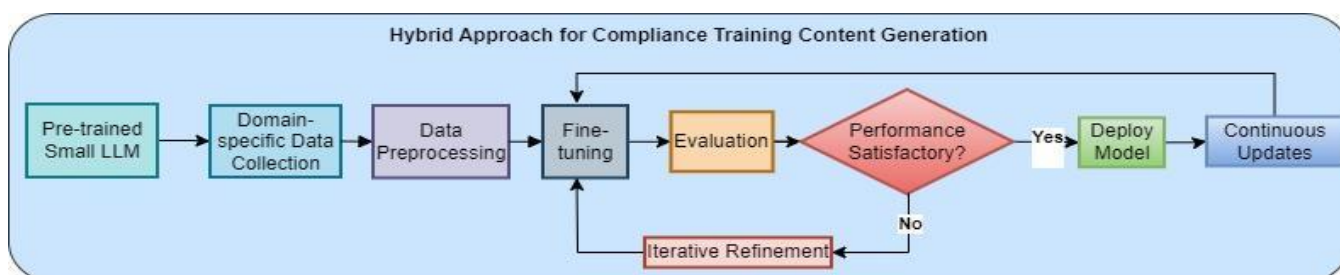 Hybrid Approach for Compliance Training Content Generation
Pre-trained
Small LLM
Domain-
specific Data
Collection
Data
Preprocessing
Fine-
tuning
Evaluation
Performance
Satisfactory?
Yes
Deploy
Model
Continuous
Updates
No
Iterative Refinement